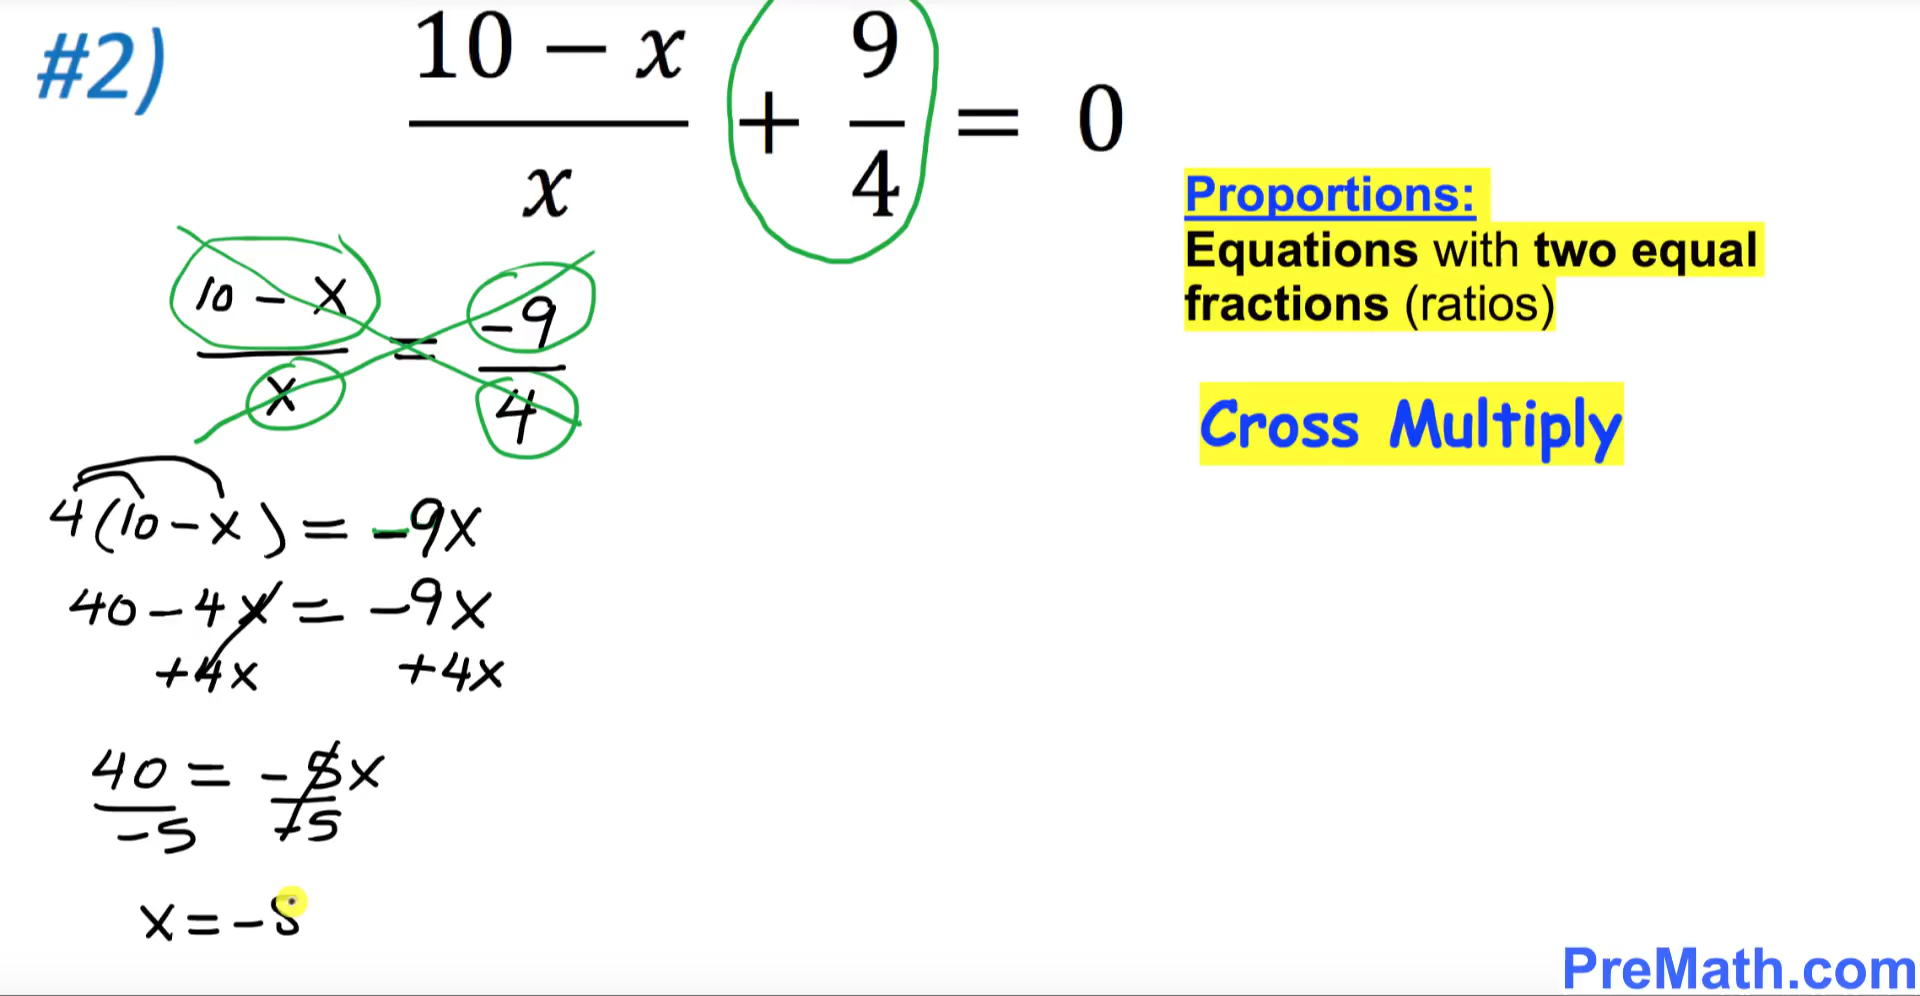 #2)
10 − x / x + 9/4 = 0
Proportions:
Equations with two equal
fractions (ratios)
Cross Multiply
10 − x / x = −9 / 4
4(10 − x) = −9x
40 − 4x = −9x
+4x +4x
40 / −5 = −5x / −5
x = −8
PreMath.com